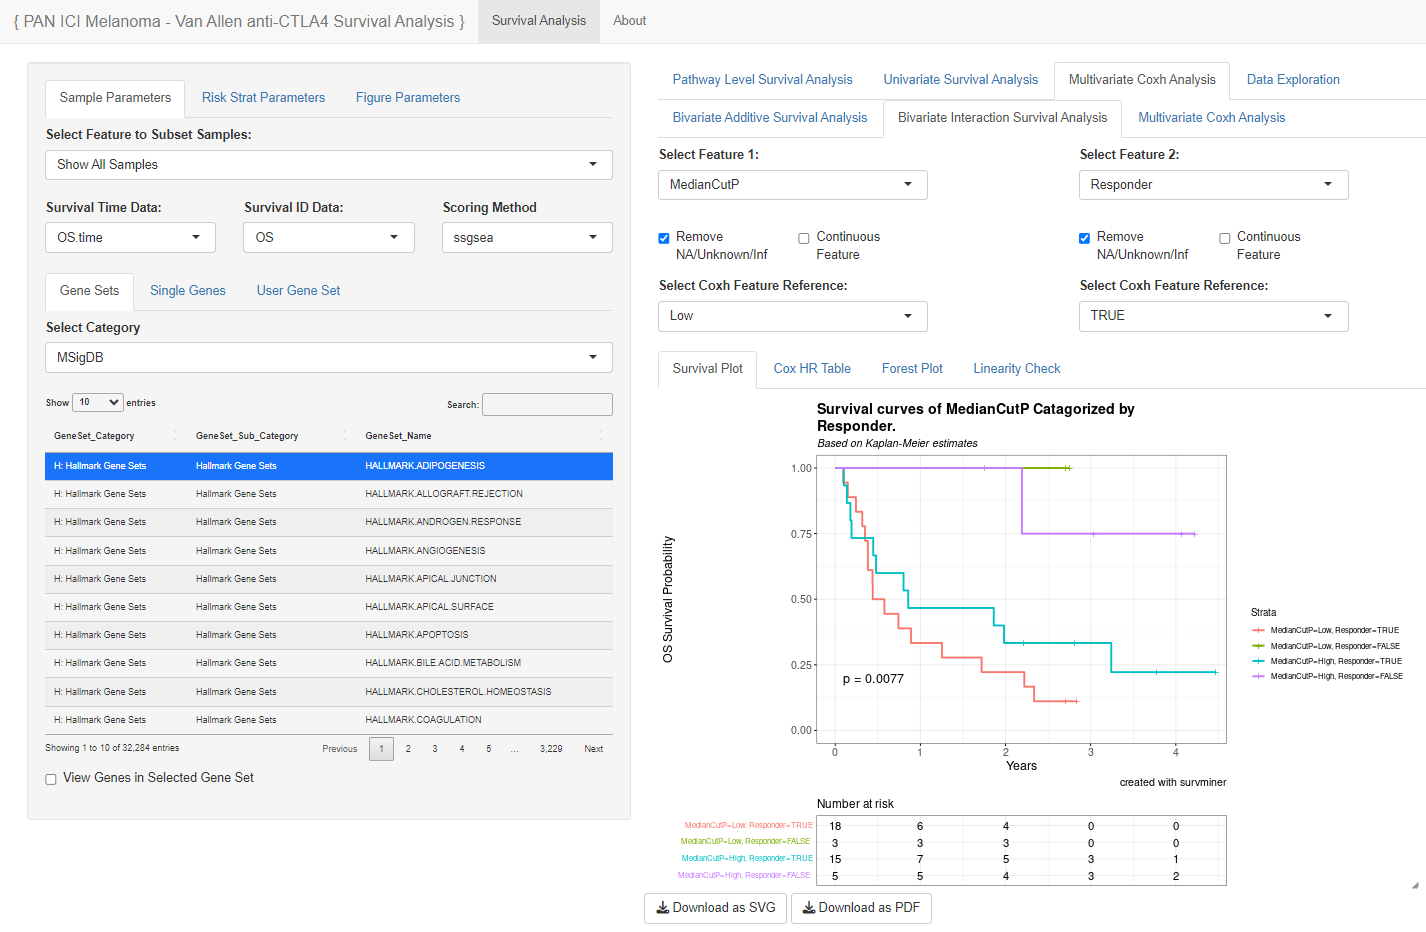 { PAN ICI Melanoma - Van Allen anti-CTLA4 Survival Analysis } Survival Analysis About
Sample Parameters Risk Strat Parameters Figure Parameters
Select Feature to Subset Samples:
Show All Samples
Survival Time Data: Survival ID Data: Scoring Method
OS.time OS ssgsea
Gene Sets Single Genes User Gene Set
Select Category
MSigDB
Show 10 entries Search:
GeneSet_Category GeneSet_Sub_Category GeneSet_Name
H: Hallmark Gene Sets Hallmark Gene Sets HALLMARK.ADIPOGENESIS
H: Hallmark Gene Sets Hallmark Gene Sets HALLMARK.ALLOGRAFT.REJECTION
H: Hallmark Gene Sets Hallmark Gene Sets HALLMARK.ANDROGEN.RESPONSE
H: Hallmark Gene Sets Hallmark Gene Sets HALLMARK.ANGIOGENESIS
H: Hallmark Gene Sets Hallmark Gene Sets HALLMARK.APICAL.JUNCTION
H: Hallmark Gene Sets Hallmark Gene Sets HALLMARK.APICAL.SURFACE
H: Hallmark Gene Sets Hallmark Gene Sets HALLMARK.APOPTOSIS
H: Hallmark Gene Sets Hallmark Gene Sets HALLMARK.BILE.ACID.METABOLISM
H: Hallmark Gene Sets Hallmark Gene Sets HALLMARK.CHOLESTEROL.HOMEOSTASIS
H: Hallmark Gene Sets Hallmark Gene Sets HALLMARK.COAGULATION
Showing 1 to 10 of 32,284 entries Previous 1 2 3 4 5 ... 3,229 Next
View Genes in Selected Gene Set
Pathway Level Survival Analysis Univariate Survival Analysis Multivariate Coxh Analysis Data Exploration
Bivariate Additive Survival Analysis Bivariate Interaction Survival Analysis Multivariate Coxh Analysis
Select Feature 1: Select Feature 2:
MedianCutP Responder
Remove Continuous Remove Continuous
NA/Unknown/Inf Feature NA/Unknown/Inf Feature
Select Coxh Feature Reference: Select Coxh Feature Reference:
Low TRUE
Survival Plot Cox HR Table Forest Plot Linearity Check
Survival curves of MedianCutP Catagorized by
Responder.
Based on Kaplan-Meier estimates
OS Survival Probability
1.00
0.75
0.50
0.25
0.00
p = 0.0077
0 1 2 3 4
Years
created with survminer
Strata
MedianCutP=Low, Responder=TRUE
MedianCutP=Low, Responder=FALSE
MedianCutP=High, Responder=TRUE
MedianCutP=High, Responder=FALSE
Number at risk
MedianCutP=Low, Responder=TRUE 18 6 4 0 0
MedianCutP=Low, Responder=FALSE 3 3 3 0 0
MedianCutP=High, Responder=TRUE 15 7 5 3 1
MedianCutP=High, Responder=FALSE 5 5 4 3 2
Download as SVG Download as PDF